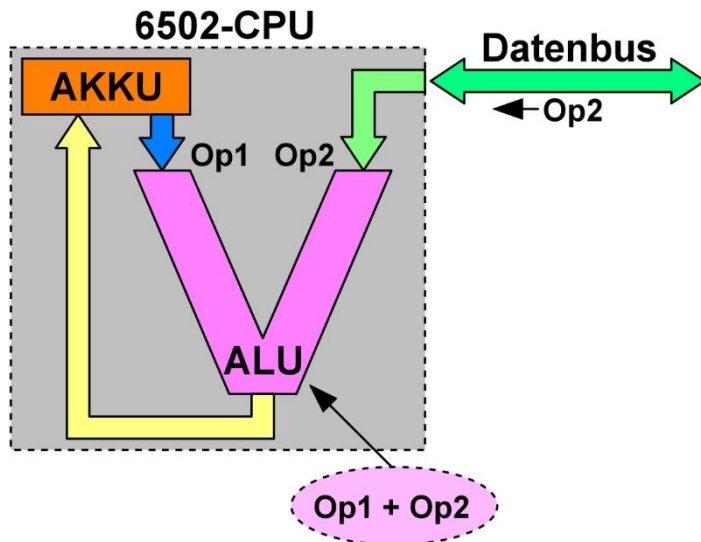 6502-CPU
AKKU
Datenbus
Op2
Op1
Op2
ALU
Op1 + Op2